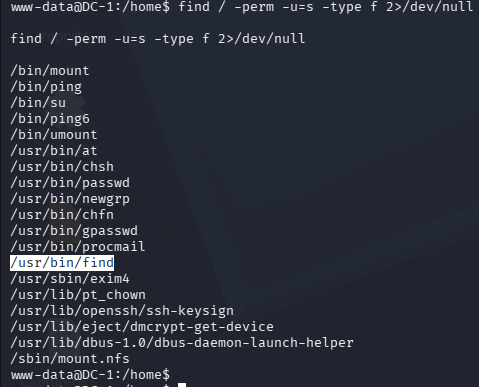 www-data@DC-1:/home$ find / -perm -u=s -type f 2>/dev/null
find / -perm -u=s -type f 2>/dev/null
/bin/mount
/bin/ping
/bin/su
/bin/ping6
/bin/umount
/usr/bin/at
/usr/bin/chsh
/usr/bin/passwd
/usr/bin/newgrp
/usr/bin/chfn
/usr/bin/gpasswd
/usr/bin/procmail
/usr/bin/find
/usr/sbin/exim4
/usr/lib/pt_chown
/usr/lib/openssh/ssh-keysign
/usr/lib/eject/dmcrypt-get-device
/usr/lib/dbus-1.0/dbus-daemon-launch-helper
/sbin/mount.nfs
www-data@DC-1:/home$